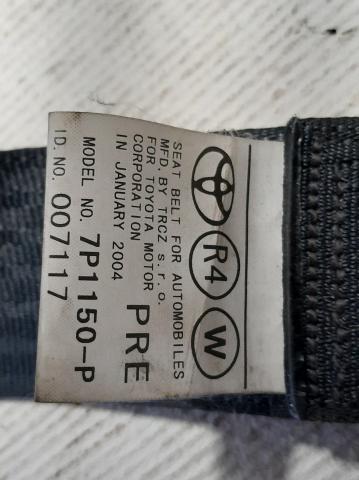 R4 W
SEAT BELT FOR AUTOMOBILES
MFD. BY TRCZ s.r.o.
FOR TOYOTA MOTOR
CORPORATION
IN JANUARY 2004
PRE
MODEL NO. 7P1150-P
ID.NO. 007117